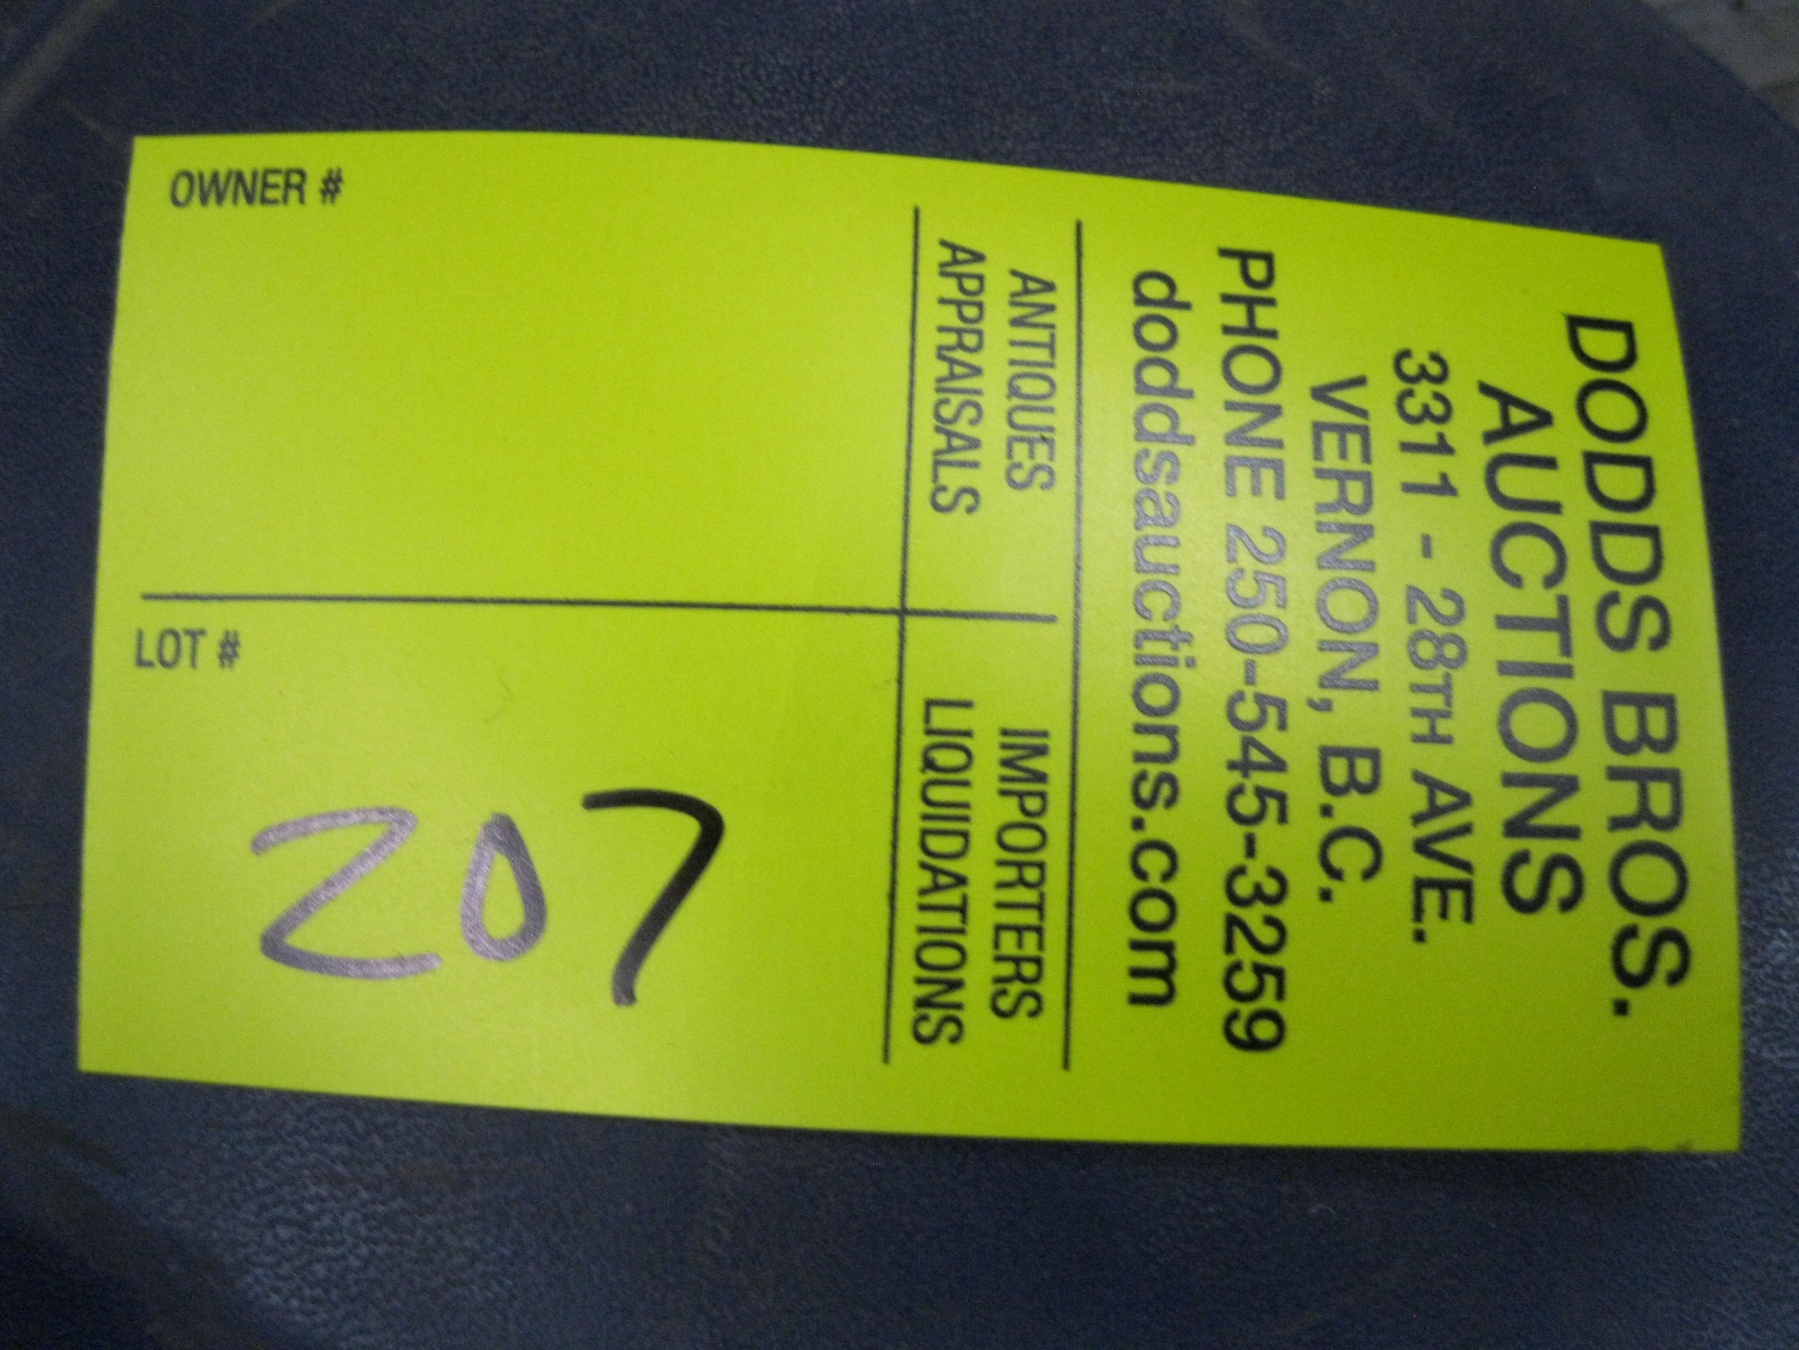 DODDS BROS.
AUCTIONS
3311 - 28TH AVE.
VERNON, B.C.
PHONE 250-545-3259
doddsauctions.com
ANTIQUES
APPRAISALS
IMPORTERS
LIQUIDATIONS
OWNER #
LOT #
207